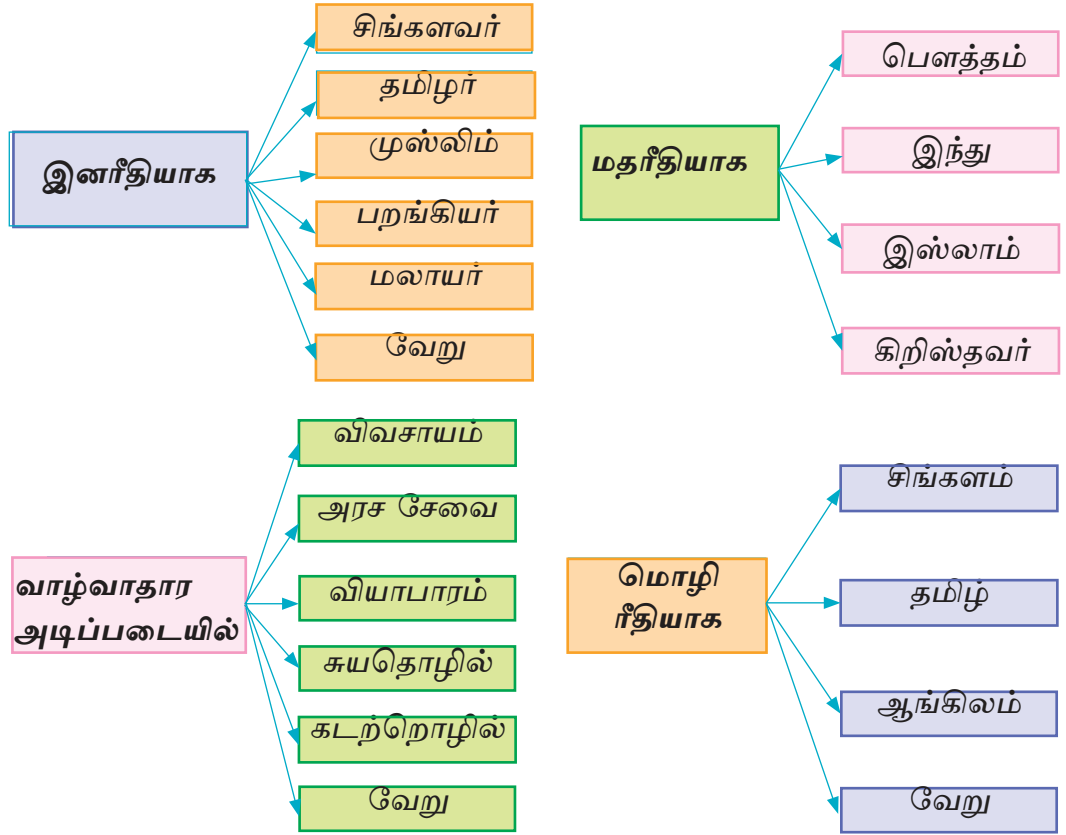 இனரீதியாக
சிங்களவர்
தமிழர்
முஸ்லிம்
பறங்கியர்
மலாயர்
வேறு
மதரீதியாக
பௌத்தம்
இந்து
இஸ்லாம்
கிறிஸ்தவர்
வாழ்வாதார
அடிப்படையில்
விவசாயம்
அரச சேவை
வியாபாரம்
சுயதொழில்
கடற்றொழில்
வேறு
மொழி
ரீதியாக
சிங்களம்
தமிழ்
ஆங்கிலம்
வேறு